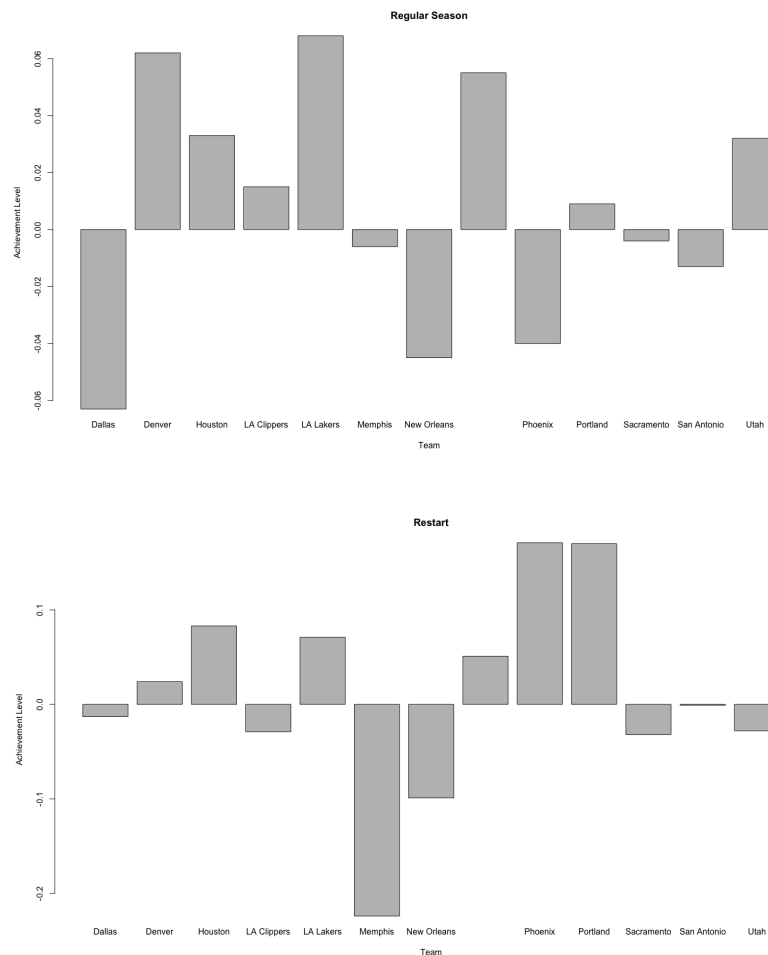 Regular Season
0.06
0.04
0.02
0.00
-0.02
-0.04
-0.06
Achievement Level
Dallas Denver Houston LA Clippers LA Lakers Memphis New Orleans Phoenix Portland Sacramento San Antonio Utah
Team
Restart
0.1
0.0
-0.1
-0.2
Achievement Level
Dallas Denver Houston LA Clippers LA Lakers Memphis New Orleans Phoenix Portland Sacramento San Antonio Utah
Team